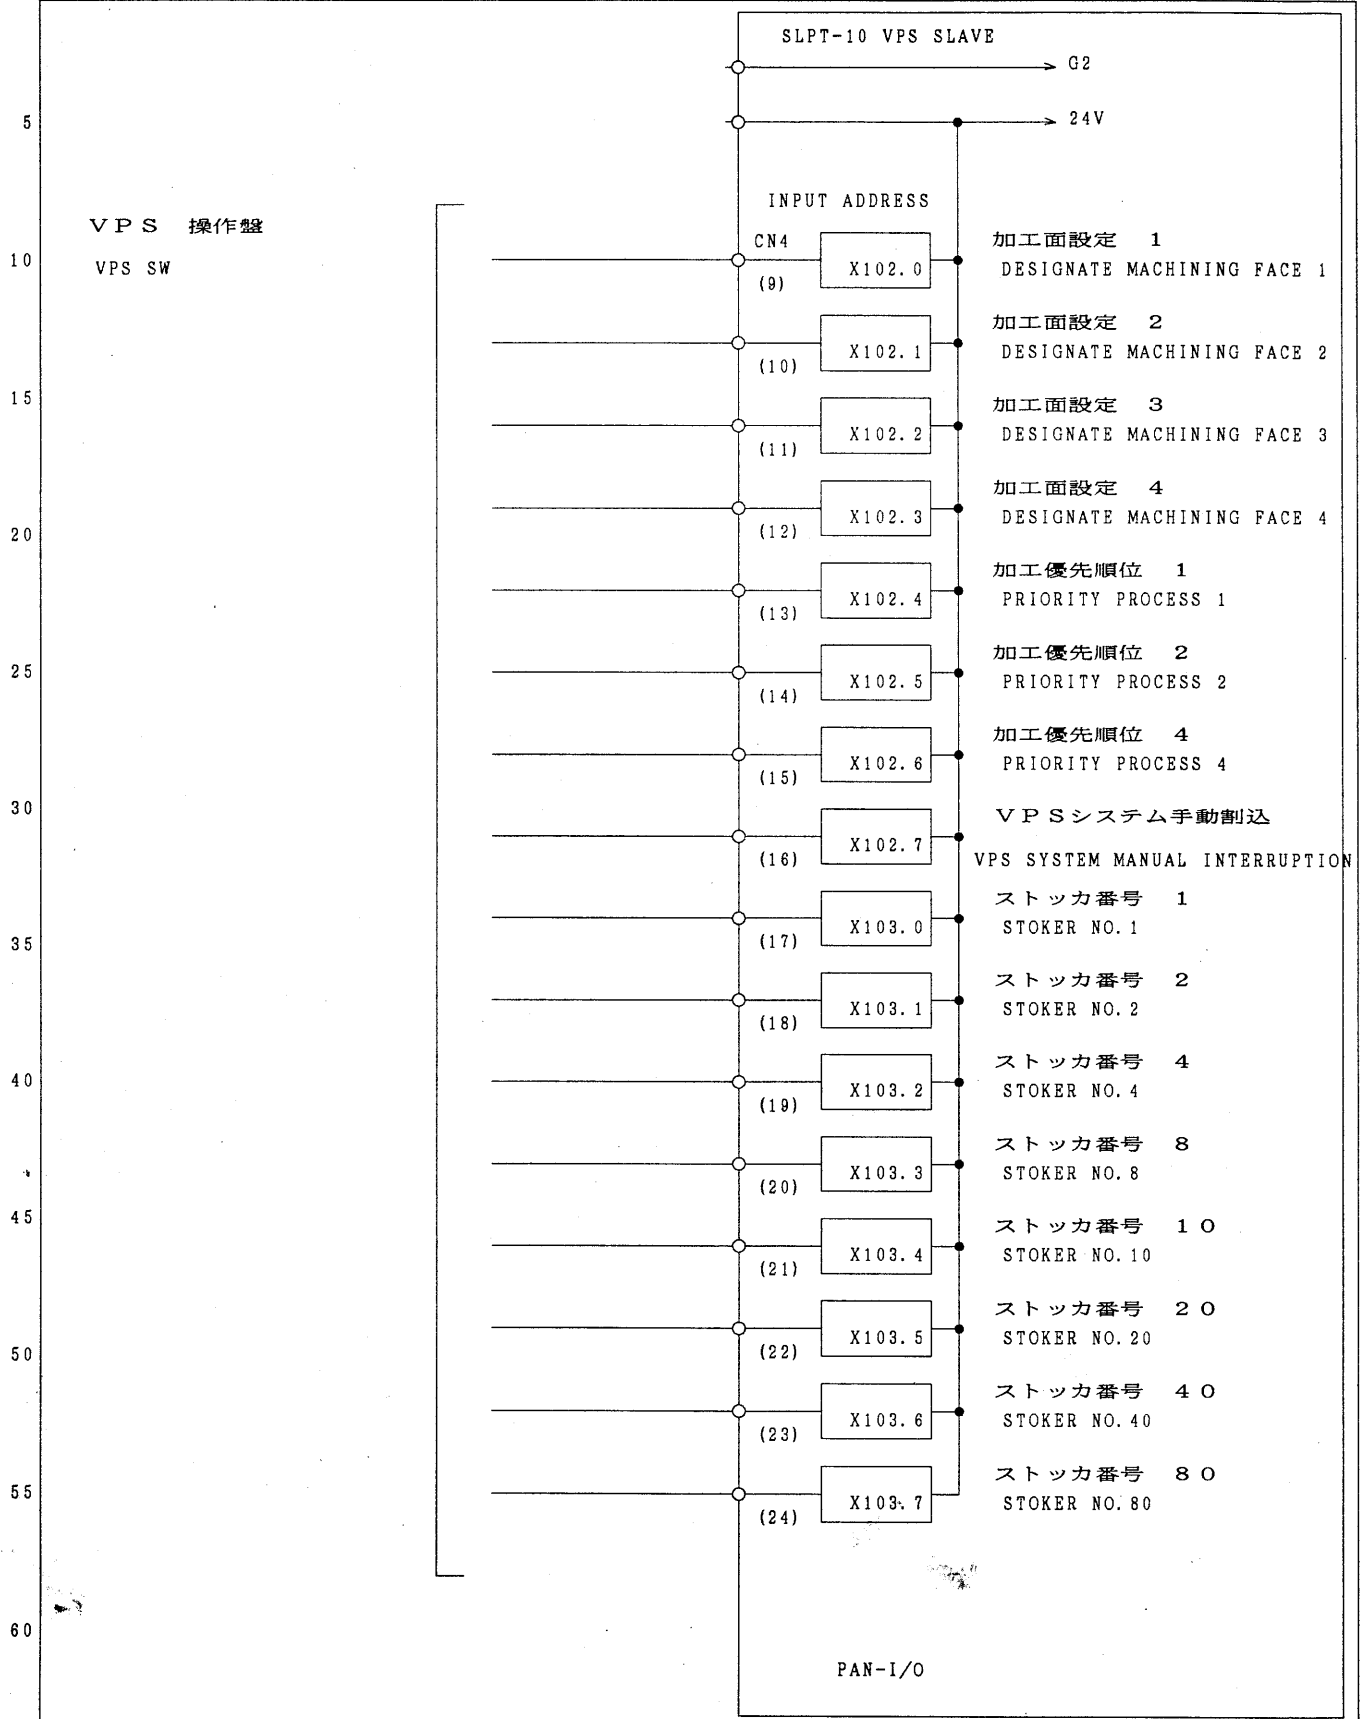 SLPT-10 VPS SLAVE
G2
5
24V
INPUT ADDRESS
VPS 操作盤
VPS SW
10
CN4
(9)
X102.0
加工面設定 1
DESIGNATE MACHINING FACE 1
(10)
X102.1
加工面設定 2
DESIGNATE MACHINING FACE 2
15
(11)
X102.2
加工面設定 3
DESIGNATE MACHINING FACE 3
20
(12)
X102.3
加工面設定 4
DESIGNATE MACHINING FACE 4
(13)
X102.4
加工優先順位 1
PRIORITY PROCESS 1
25
(14)
X102.5
加工優先順位 2
PRIORITY PROCESS 2
(15)
X102.6
加工優先順位 4
PRIORITY PROCESS 4
30
(16)
X102.7
VPSシステム手動割込
VPS SYSTEM MANUAL INTERRUPTION
35
(17)
X103.0
ストッカ番号 1
STOKER NO.1
(18)
X103.1
ストッカ番号 2
STOKER NO.2
40
(19)
X103.2
ストッカ番号 4
STOKER NO.4
(20)
X103.3
ストッカ番号 8
STOKER NO.8
45
(21)
X103.4
ストッカ番号 10
STOKER NO.10
50
(22)
X103.5
ストッカ番号 20
STOKER NO.20
(23)
X103.6
ストッカ番号 40
STOKER NO.40
55
(24)
X103.7
ストッカ番号 80
STOKER NO.80
60
PAN-I/O